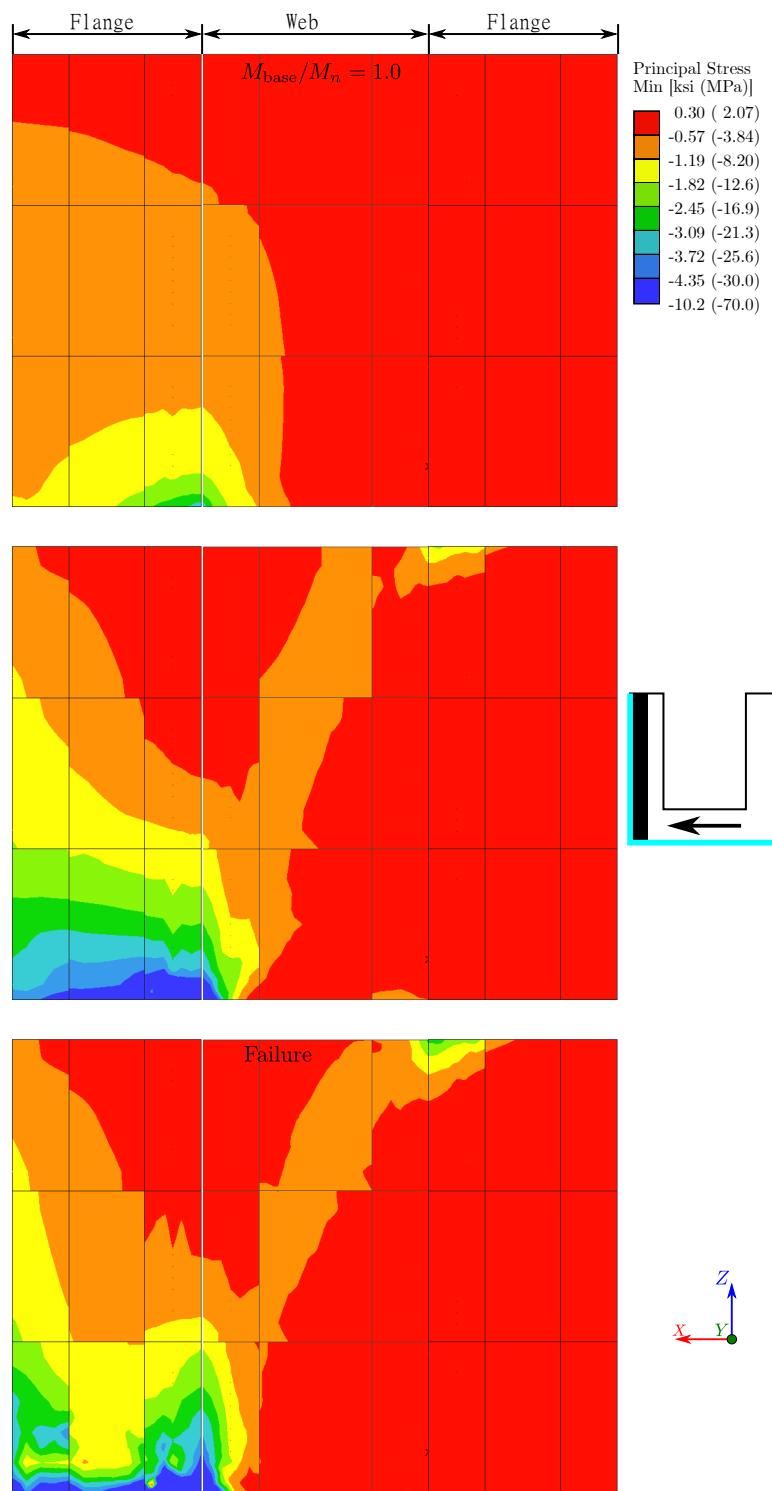 Flange Web Flange
M_base/M_n = 1.0
Principal Stress
Min [ksi (MPa)]
0.30 ( 2.07)
-0.57 (-3.84)
-1.19 (-8.20)
-1.82 (-12.6)
-2.45 (-16.9)
-3.09 (-21.3)
-3.72 (-25.6)
-4.35 (-30.0)
-10.2 (-70.0)
Failure
Z
X Y